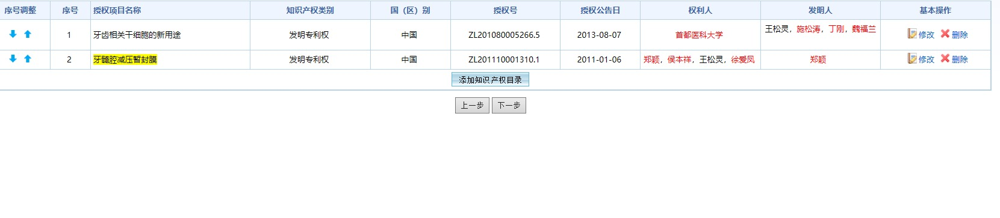 序号调整 序号 授权项目名称 知识产权类别 国（区）别 授权号 授权公告日 权利人 发明人 基本操作
1 牙齿相关干细胞的新用途 发明专利权 中国 ZL201080005266.5 2013-08-07 首都医科大学 王松灵，施松涛，丁刚，魏福兰 修改 删除
2 牙髓腔减压暂封膜 发明专利权 中国 ZL201110001310.1 2011-01-06 郑颖，侯本祥，王松灵，徐爱凤 郑颖 修改 删除
添加知识产权目录
上一步 下一步